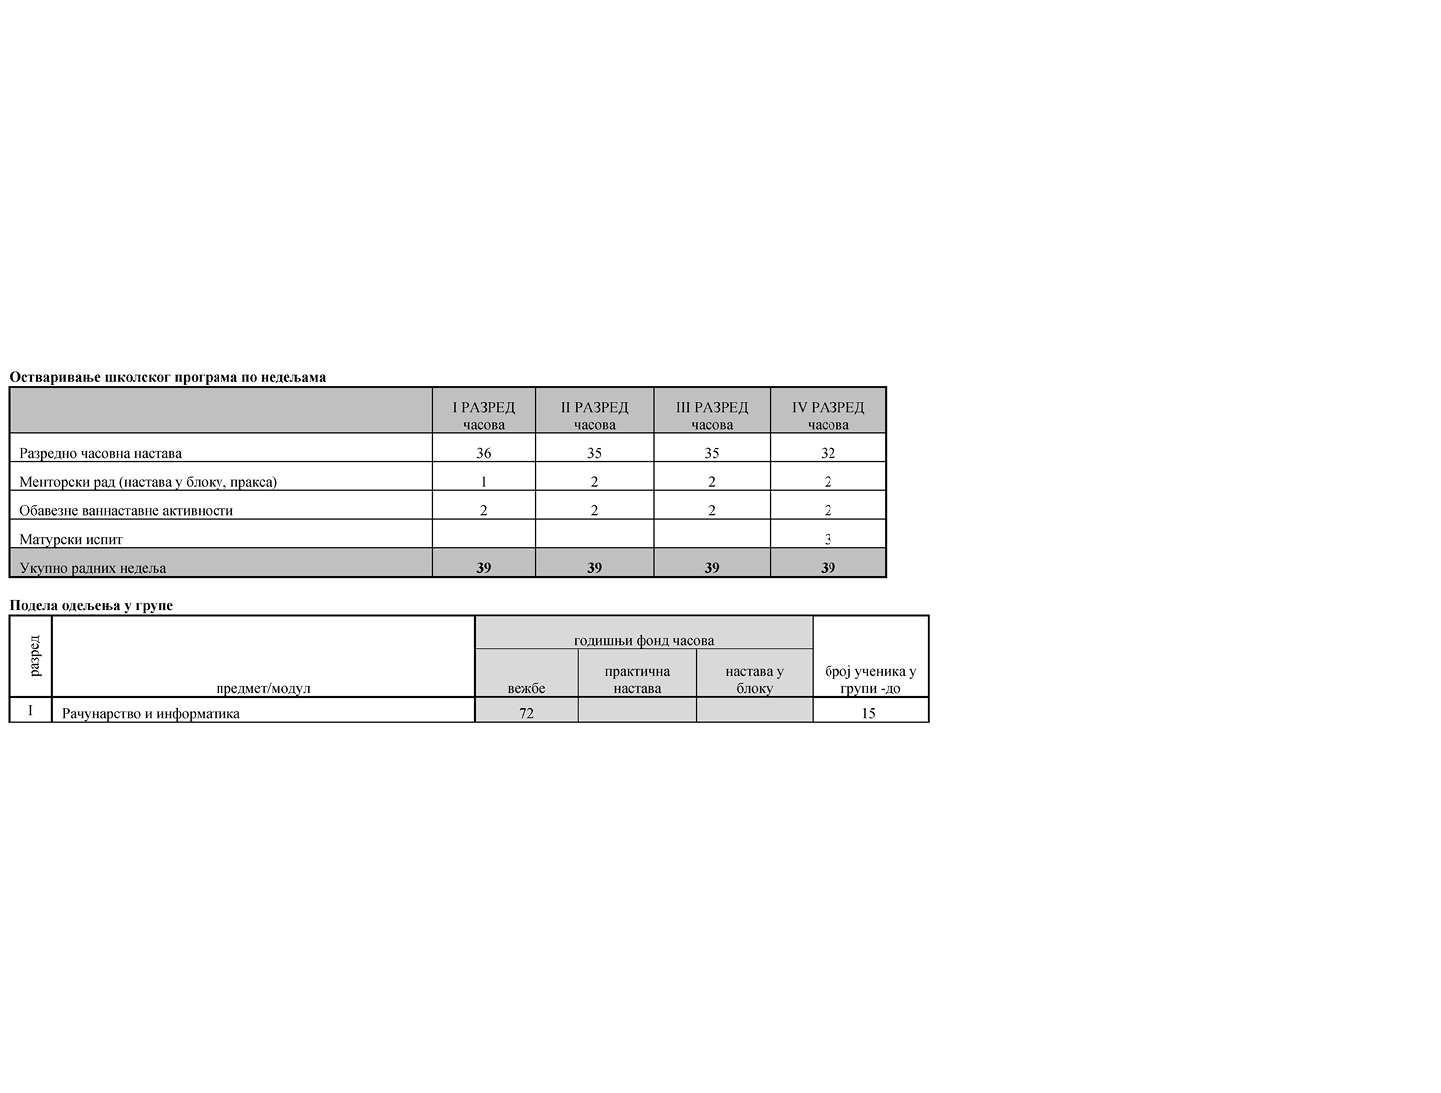 Остваривање школског програма по недељама
I РАЗРЕД часова II РАЗРЕД часова III РАЗРЕД часова IV РАЗРЕД часова
Разредно часовна настава 36 35 35 32
Менторски рад (настава у блоку, пракса) 1 2 2 2
Обавезне ваннаставне активности 2 2 2 2
Матурски испит 3
Укупно радних недеља 39 39 39 39
Подела одељења у групе
разред
предмет/модул
годишњи фонд часова
вежбе
практична настава
настава у блоку
број ученика у групи -до
I Рачунарство и информатика 72 15